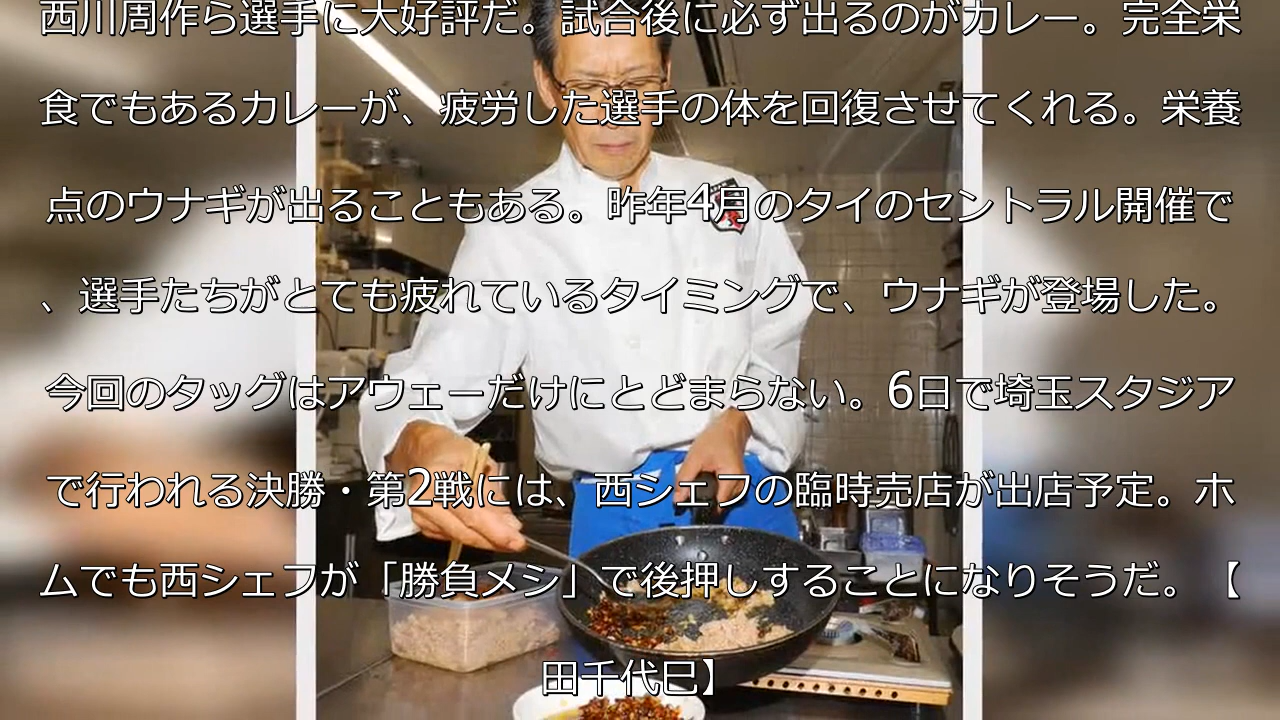 西川周作ら選手に大好評だ。試合後に必ず出るのがカレー。完全栄
食でもあるカレーが、疲労した選手の体を回復させてくれる。栄養
点のウナギが出ることもある。昨年4月のタイのセントラル開催で
、選手たちがとても疲れているタイミングで、ウナギが登場した。
今回のタッグはアウェーだけにとどまらない。6日で埼玉スタジア
で行われる決勝・第2戦には、西シェフの臨時売店が出店予定。ホ
ムでも西シェフが「勝負メシ」で後押しすることになりそうだ。【
田千代巳】